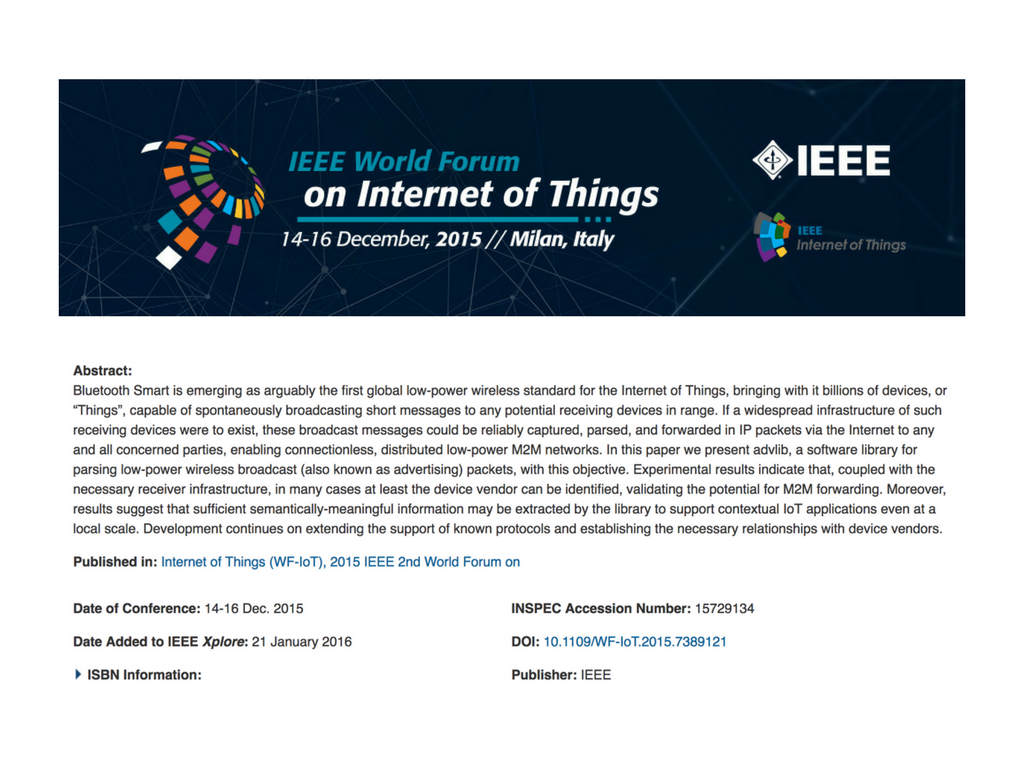 IEEE World Forum
on Internet of Things
14-16 December, 2015 // Milan, Italy
IEEE
IEEE
Internet of Things
Abstract:
Bluetooth Smart is emerging as arguably the first global low-power wireless standard for the Internet of Things, bringing with it billions of devices, or
“Things”, capable of spontaneously broadcasting short messages to any potential receiving devices in range. If a widespread infrastructure of such
receiving devices were to exist, these broadcast messages could be reliably captured, parsed, and forwarded in IP packets via the Internet to any
and all concerned parties, enabling connectionless, distributed low-power M2M networks. In this paper we present advlib, a software library for
parsing low-power wireless broadcast (also known as advertising) packets, with this objective. Experimental results indicate that, coupled with the
necessary receiver infrastructure, in many cases at least the device vendor can be identified, validating the potential for M2M forwarding. Moreover,
results suggest that sufficient semantically-meaningful information may be extracted by the library to support contextual IoT applications even at a
local scale. Development continues on extending the support of known protocols and establishing the necessary relationships with device vendors.
Published in: Internet of Things (WF-IoT), 2015 IEEE 2nd World Forum on
Date of Conference: 14-16 Dec. 2015
INSPEC Accession Number: 15729134
Date Added to IEEE Xplore: 21 January 2016
DOI: 10.1109/WF-IoT.2015.7389121
ISBN Information:
Publisher: IEEE